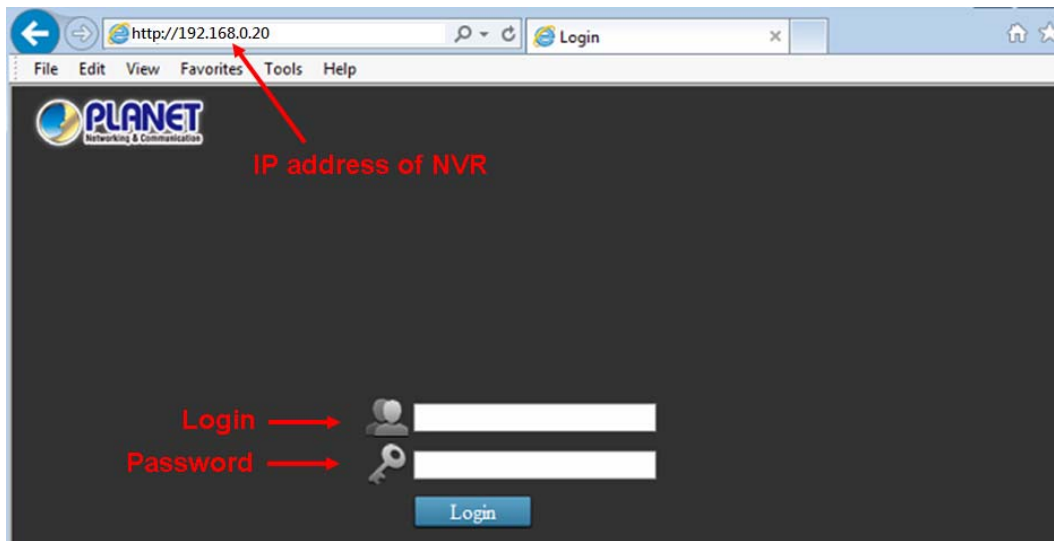 http://192.168.0.20
Login
File Edit View Favorites Tools Help
PLANET
Networking & Communication
IP address of NVR
Login
Password
Login